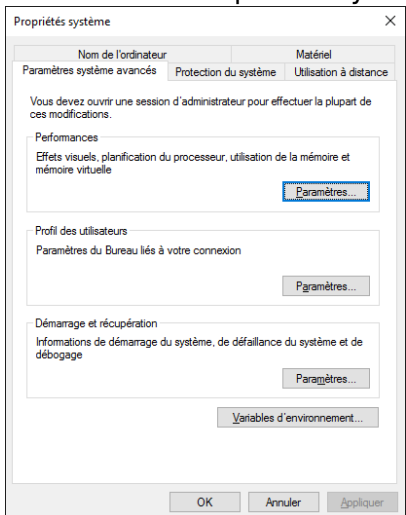 Propriétés système
Nom de l'ordinateur
Matériel
Paramètres système avancés
Protection du système
Utilisation à distance
Vous devez ouvrir une session d'administrateur pour effectuer la plupart de
ces modifications.
Performances
Effets visuels, planification du processeur, utilisation de la mémoire et
mémoire virtuelle
Paramètres...
Profil des utilisateurs
Paramètres du Bureau liés à votre connexion
Paramètres...
Démarrage et récupération
Informations de démarrage du système, de défaillance du système et de
débogage
Paramètres...
Variables d'environnement...
OK
Annuler
Appliquer